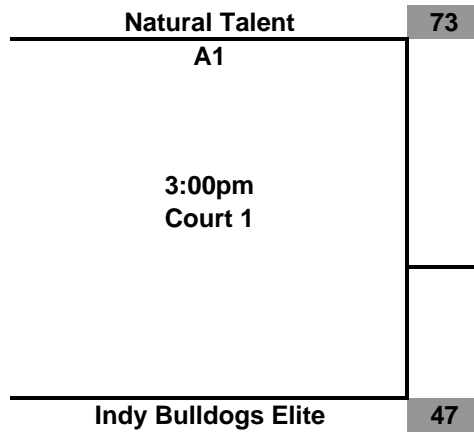 Natural Talent 73
A1
3:00pm
Court 1
Indy Bulldogs Elite 47